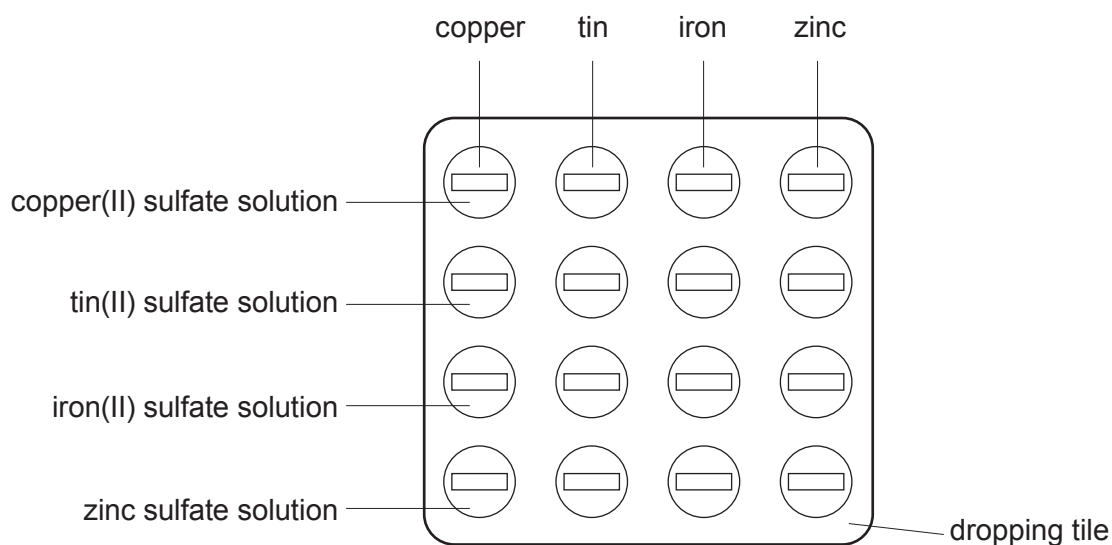 copper tin iron zinc
copper(II) sulfate solution
tin(II) sulfate solution
iron(II) sulfate solution
zinc sulfate solution
dropping tile